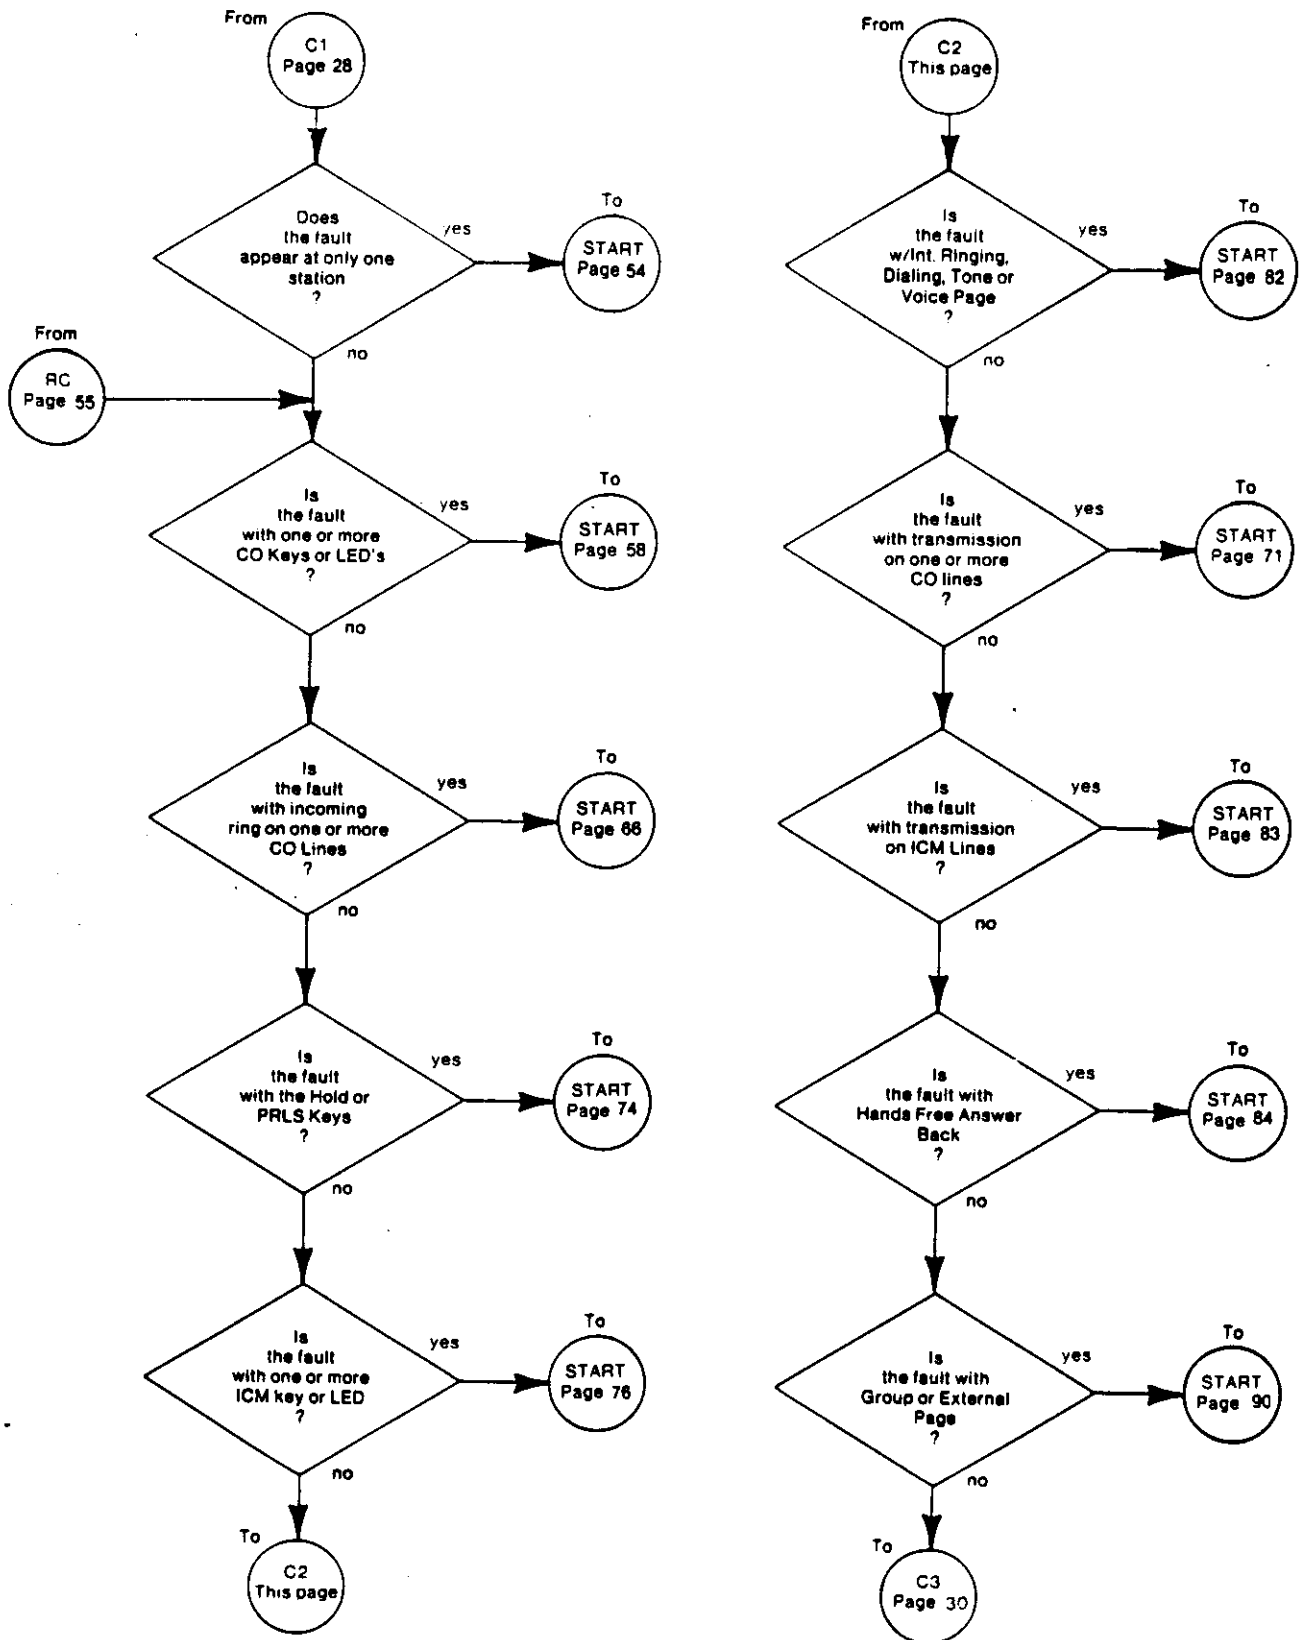 From
C1
Page 28
Does
the fault
appear at only one
station
?
yes
To
START
Page 54
no
From
RC
Page 55
Is
the fault
with one or more
CO Keys or LED's
?
yes
To
START
Page 58
no
Is
the fault
with incoming
ring on one or more
CO Lines
?
yes
To
START
Page 66
no
Is
the fault
with the Hold or
PRLS Keys
?
yes
To
START
Page 74
no
Is
the fault
with one or more
ICM key or LED
?
yes
To
START
Page 76
no
To
C2
This page
From
C2
This page
Is
the fault
w/Int. Ringing,
Dialing, Tone or
Voice Page
?
yes
To
START
Page 82
no
Is
the fault
with transmission
on one or more
CO lines
?
yes
To
START
Page 71
no
Is
the fault
with transmission
on ICM Lines
?
yes
To
START
Page 83
no
Is
the fault with
Hands Free Answer
Back
?
yes
To
START
Page 84
no
Is
the fault with
Group or External
Page
?
yes
To
START
Page 90
no
To
C3
Page 30